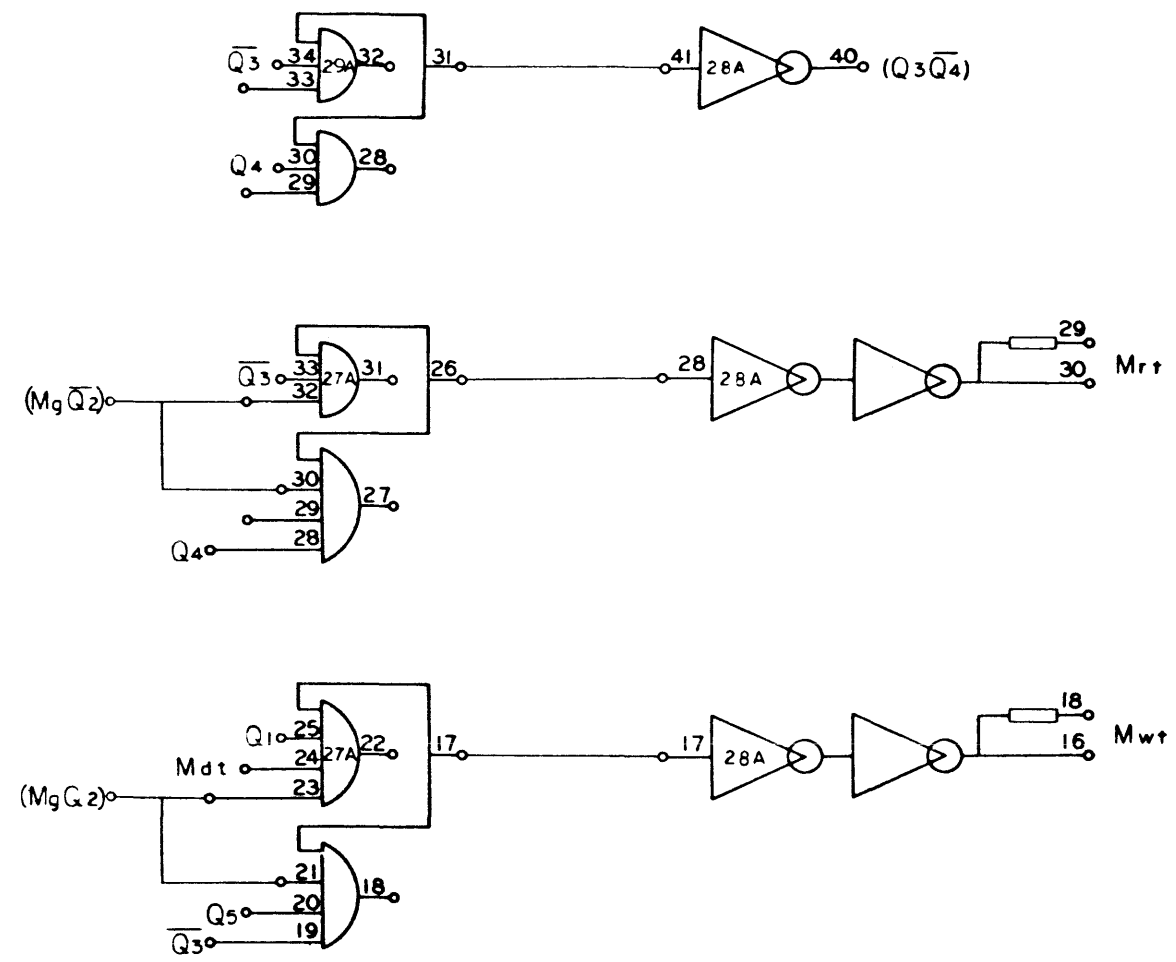 Q̅3̅ 34 29A 32 31 41 28A 40 (Q3Q̅4̅)
33
Q4 30 28
29
29
Q̅3̅ 33 27A 31 26 28 28A Mrt
(MgQ̅2̅) 32 30
30
29 27
28
Q4
18
Q1 25
27A 22 17 17 28A 16 Mwt
Mdt 24
(MgQ2) 23
21
18
Q5 20
Q̅3̅ 19